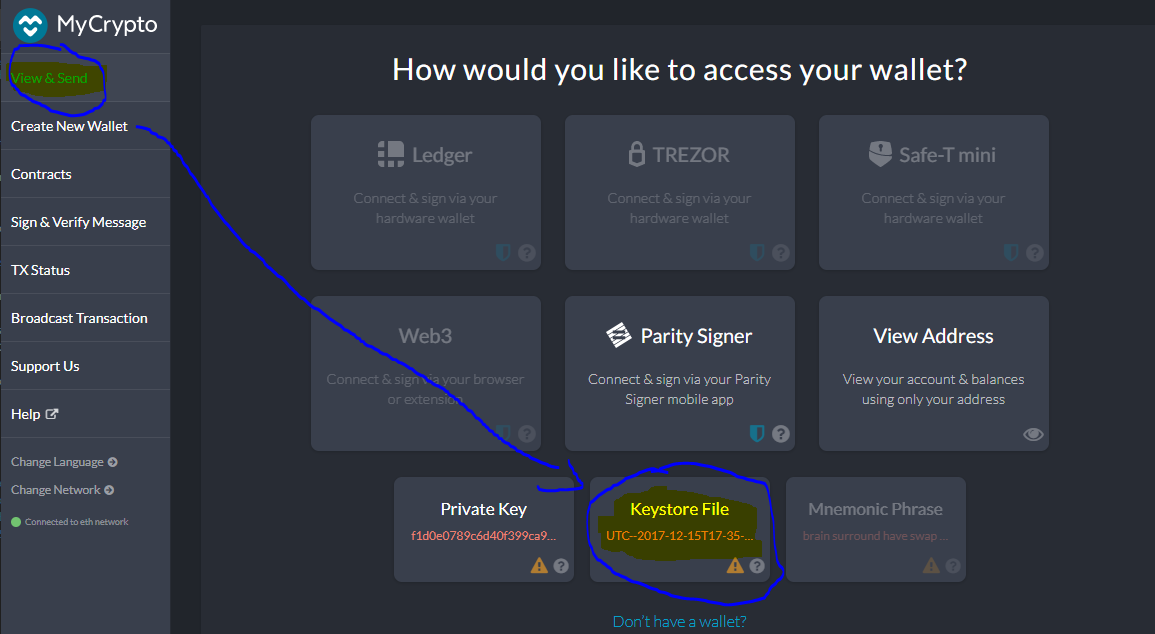 MyCrypto
View & Send
Create New Wallet
Contracts
Sign & Verify Message
TX Status
Broadcast Transaction
Support Us
Help
Change Language
Change Network
Connected to eth network
How would you like to access your wallet?
Ledger
Connect & sign via your
hardware wallet
TREZOR
Connect & sign via your
hardware wallet
Safe-T mini
Connect & sign via your
hardware wallet
Web3
Connect & sign via your browser
or extension
Parity Signer
Connect & sign via your Parity
Signer mobile app
View Address
View your account & balances
using only your address
Private Key
f1d0e0789c6d40f399ca9...
Keystore File
UTC--2017-12-15T17-35-...
Mnemonic Phrase
brain surround have swap ...
Don't have a wallet?